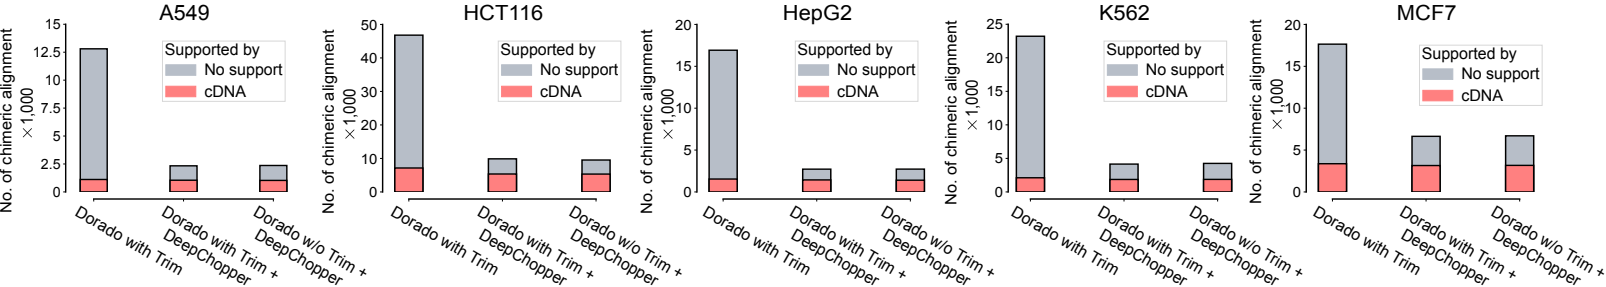 A549
No. of chimeric alignment
×1,000
15
12.5
10
7.5
5
2.5
0
Supported by
No support
cDNA
Dorado with Trim
Dorado with Trim +
DeepChopper
Dorado w/o Trim +
DeepChopper
HCT116
No. of chimeric alignment
×1,000
50
40
30
20
10
0
Supported by
No support
cDNA
Dorado with Trim
Dorado with Trim +
DeepChopper
Dorado w/o Trim +
DeepChopper
HepG2
No. of chimeric alignment
×1,000
20
15
10
5
0
Supported by
No support
cDNA
Dorado with Trim
Dorado with Trim +
DeepChopper
Dorado w/o Trim +
DeepChopper
K562
No. of chimeric alignment
×1,000
25
20
15
10
5
0
Supported by
No support
cDNA
Dorado with Trim
Dorado with Trim +
DeepChopper
Dorado w/o Trim +
DeepChopper
MCF7
No. of chimeric alignment
×1,000
20
15
10
5
0
Supported by
No support
cDNA
Dorado with Trim
Dorado with Trim +
DeepChopper
Dorado w/o Trim +
DeepChopper